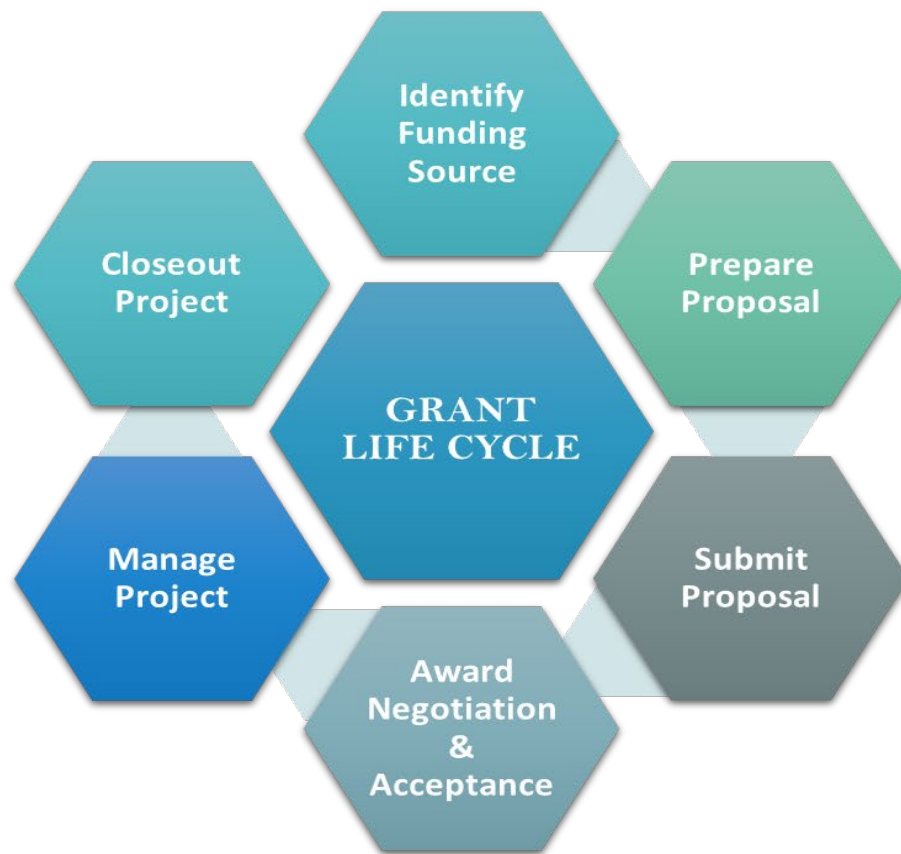 Identify
Funding
Source
Prepare
Proposal
Submit
Proposal
Award
Negotiation
&
Acceptance
Manage
Project
Closeout
Project
GRANT
LIFE CYCLE